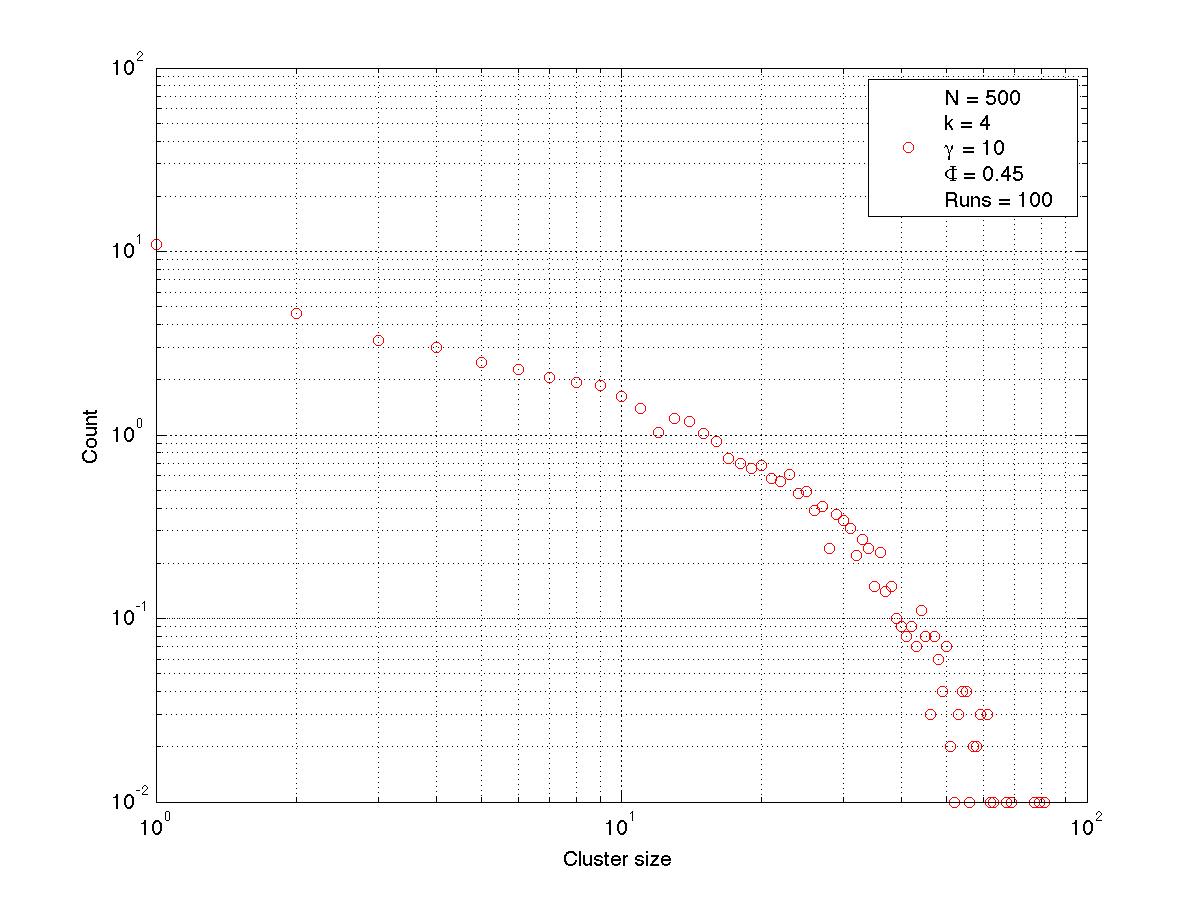 10^2
10^1
10^0
10^-1
10^-2
Count
10^0 10^1 10^2
Cluster size
N = 500
k = 4
γ = 10
Φ = 0.45
Runs = 100